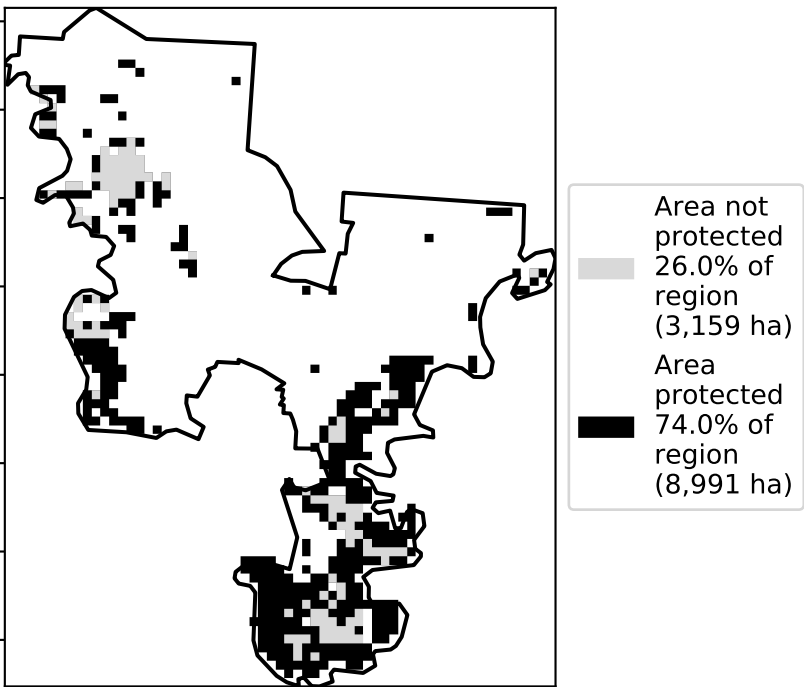 Area not
protected
26.0% of
region
(3,159 ha)
Area
protected
74.0% of
region
(8,991 ha)